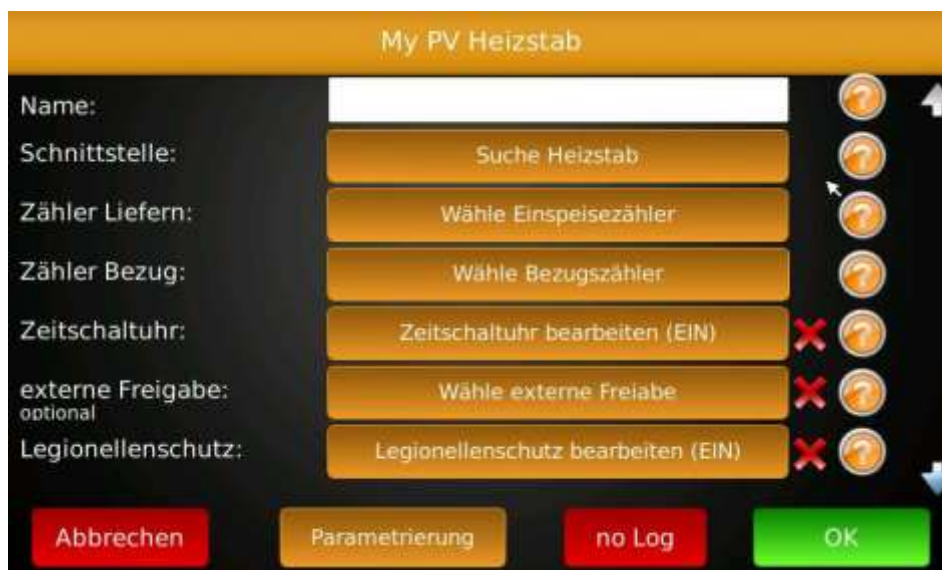 My PV Heizstab
Name:
Schnittstelle: Suche Heizstab
Zähler Liefern: Wähle Einspeisezähler
Zähler Bezug: Wähle Bezugszähler
Zeitschaltuhr: Zeitschaltuhr bearbeiten (EIN)
externe Freigabe: Wähle externe Freiabe
optional
Legionellenschutz: Legionellenschutz bearbeiten (EIN)
Abbrechen Parametrierung no Log OK